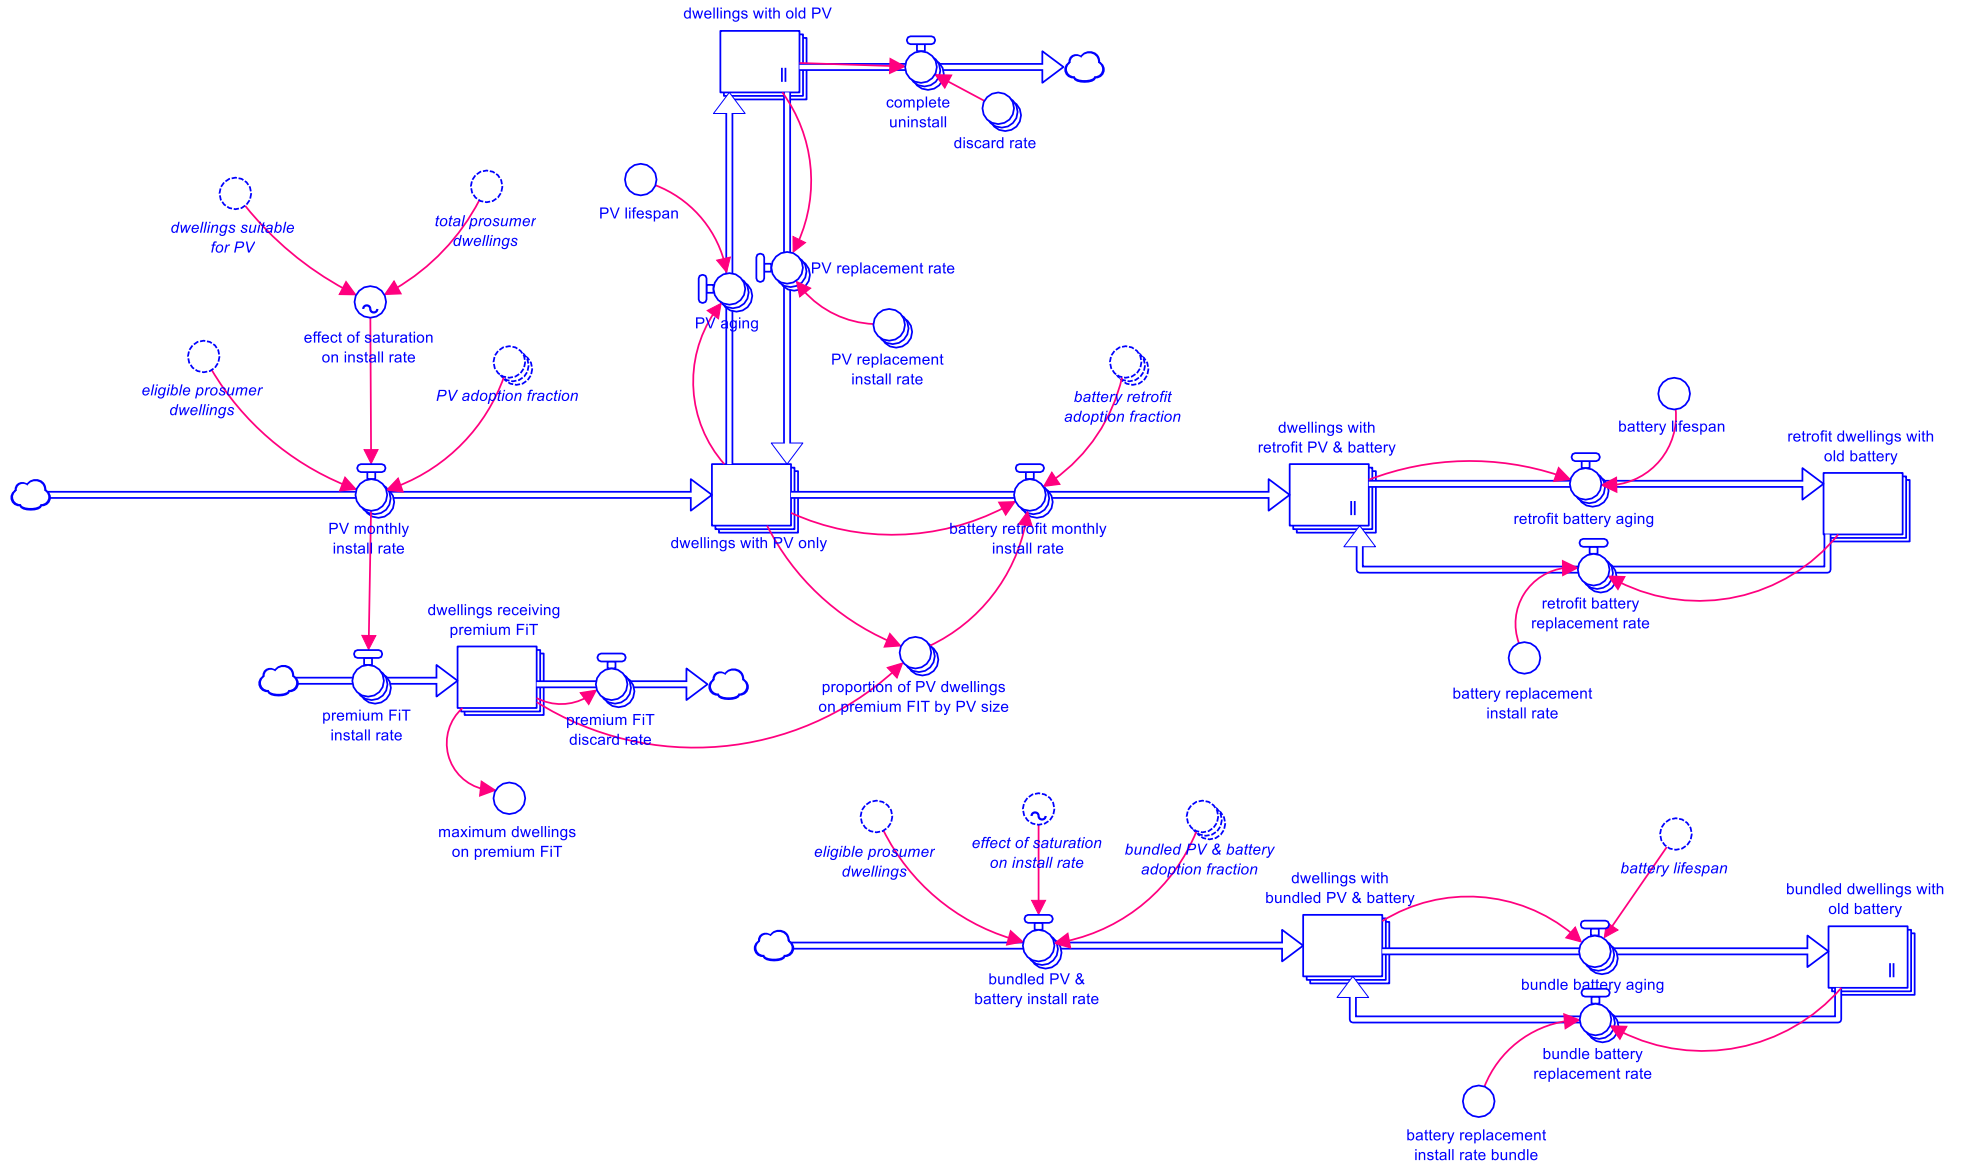 dwellings with old PV
complete
uninstall
discard rate
PV lifespan
dwellings suitable
for PV
total prosumer
dwellings
PV replacement rate
PV aging
effect of saturation
on install rate
PV replacement
install rate
eligible prosumer
dwellings
PV adoption fraction
battery retrofit
adoption fraction
dwellings with
retrofit PV & battery
battery lifespan
retrofit dwellings with
old battery
PV monthly
install rate
dwellings with PV only
battery retrofit monthly
install rate
retrofit battery aging
retrofit battery
replacement rate
dwellings receiving
premium FiT
premium FiT
install rate
premium FiT
discard rate
proportion of PV dwellings
on premium FIT by PV size
battery replacement
install rate
maximum dwellings
on premium FiT
eligible prosumer
dwellings
effect of saturation
on install rate
bundled PV & battery
adoption fraction
dwellings with
bundled PV & battery
battery lifespan
bundled dwellings with
old battery
bundled PV &
battery install rate
bundle battery aging
bundle battery
replacement rate
battery replacement
install rate bundle